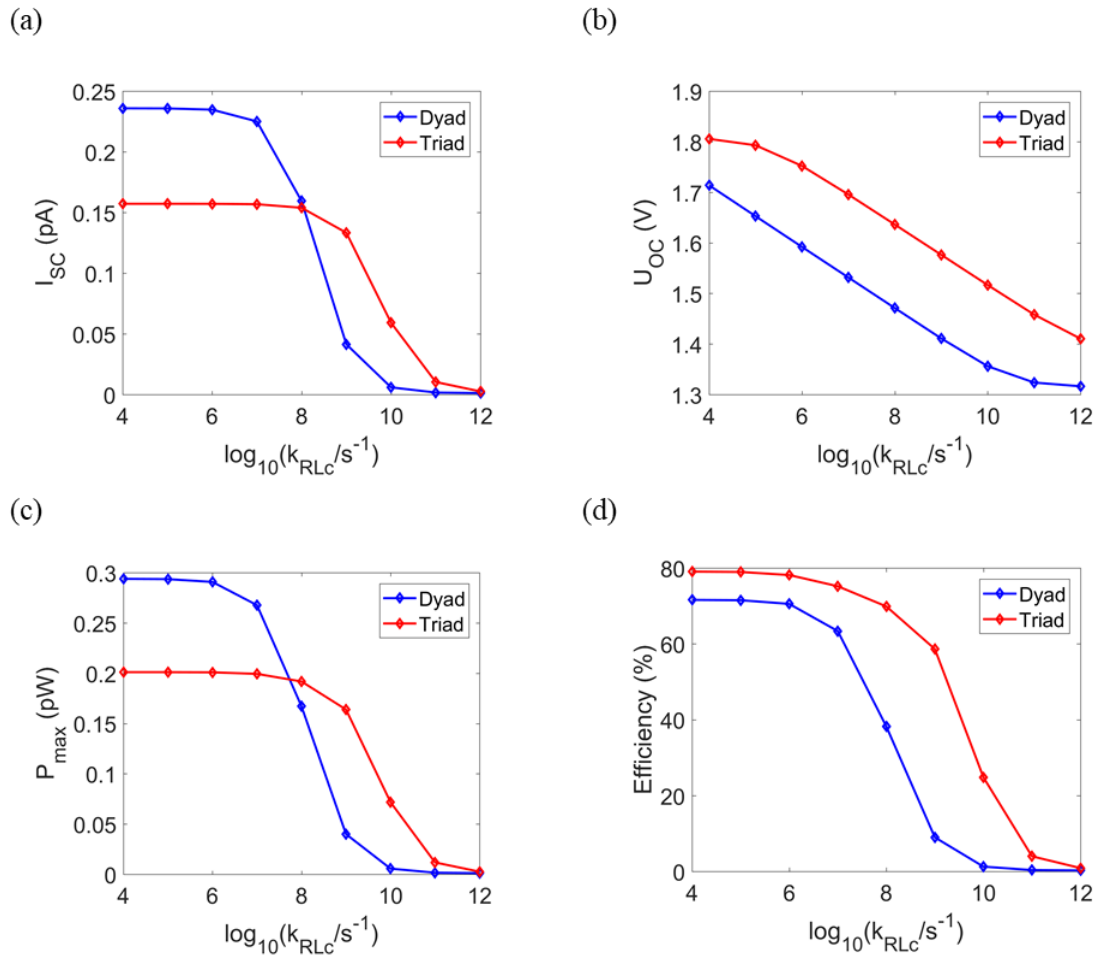 (a)
0.25
0.2
0.15
0.1
0.05
0
I_SC (pA)
Dyad
Triad
4 6 8 10 12
log_10(k_RLc/s^-1)
(b)
1.9
1.8
1.7
1.6
1.5
1.4
1.3
U_OC (V)
Dyad
Triad
4 6 8 10 12
log_10(k_RLc/s^-1)
(c)
0.3
0.25
0.2
0.15
0.1
0.05
0
P_max (pW)
Dyad
Triad
4 6 8 10 12
log_10(k_RLc/s^-1)
(d)
80
60
40
20
0
Efficiency (%)
Dyad
Triad
4 6 8 10 12
log_10(k_RLc/s^-1)